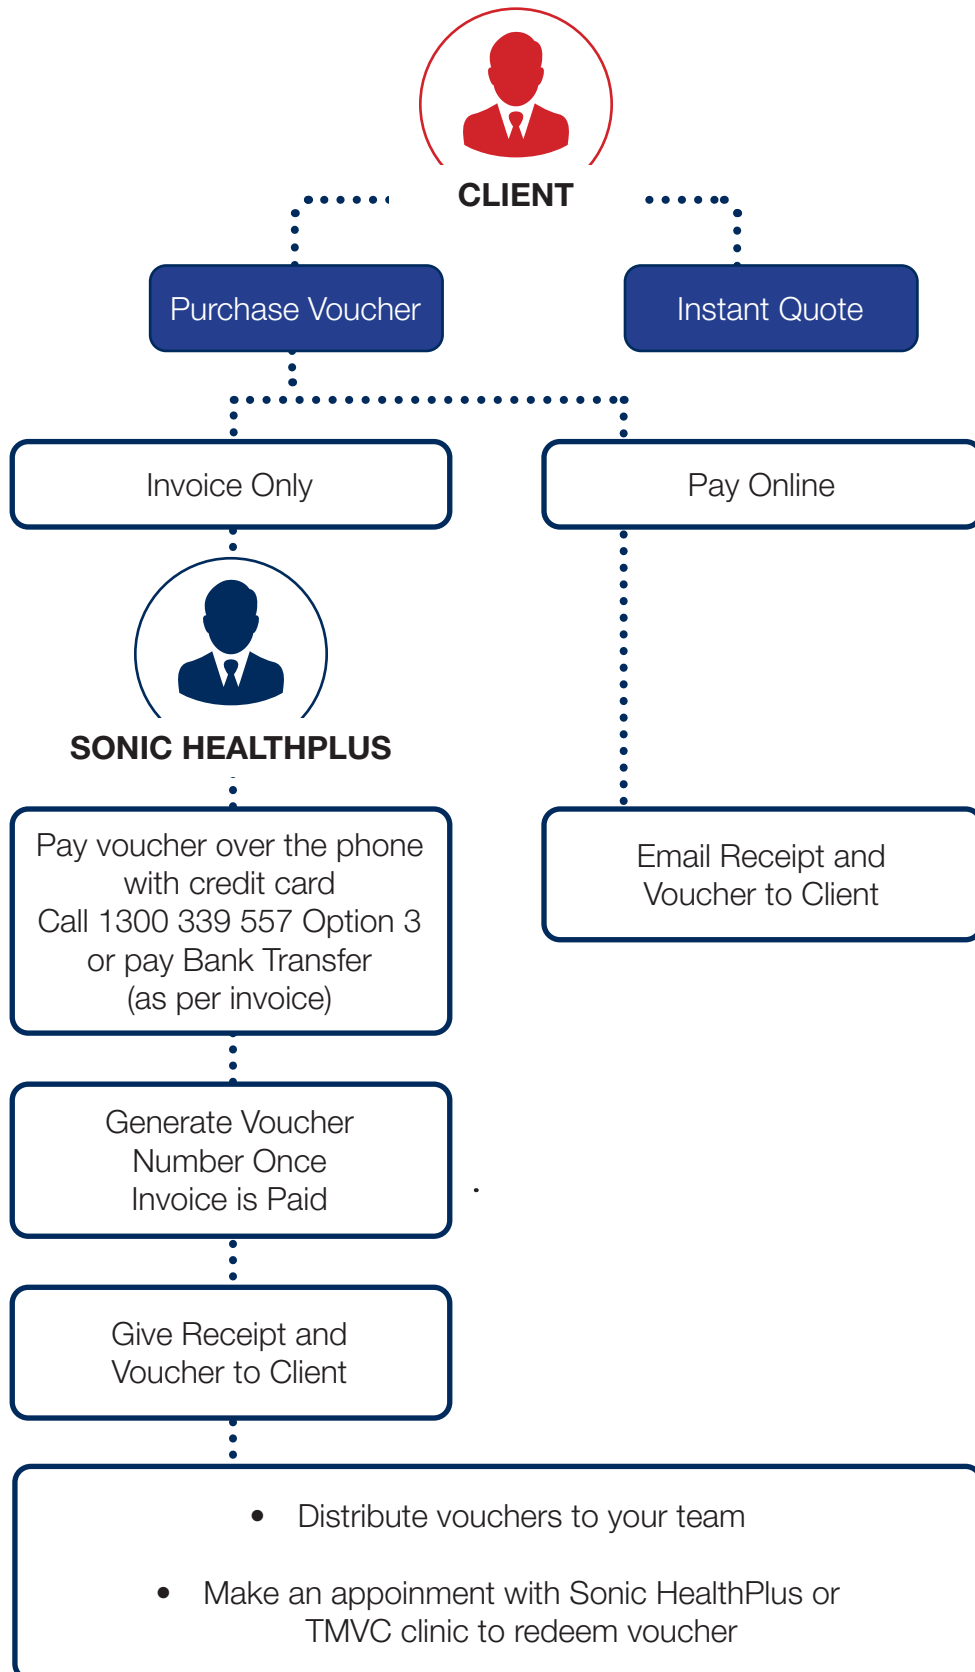 CLIENT
Purchase Voucher
Instant Quote
Invoice Only
Pay Online
SONIC HEALTHPLUS
Pay voucher over the phone
with credit card
Call 1300 339 557 Option 3
or pay Bank Transfer
(as per invoice)
Email Receipt and
Voucher to Client
Generate Voucher
Number Once
Invoice is Paid
.
Give Receipt and
Voucher to Client
• Distribute vouchers to your team
• Make an appoinment with Sonic HealthPlus or
TMVC clinic to redeem voucher